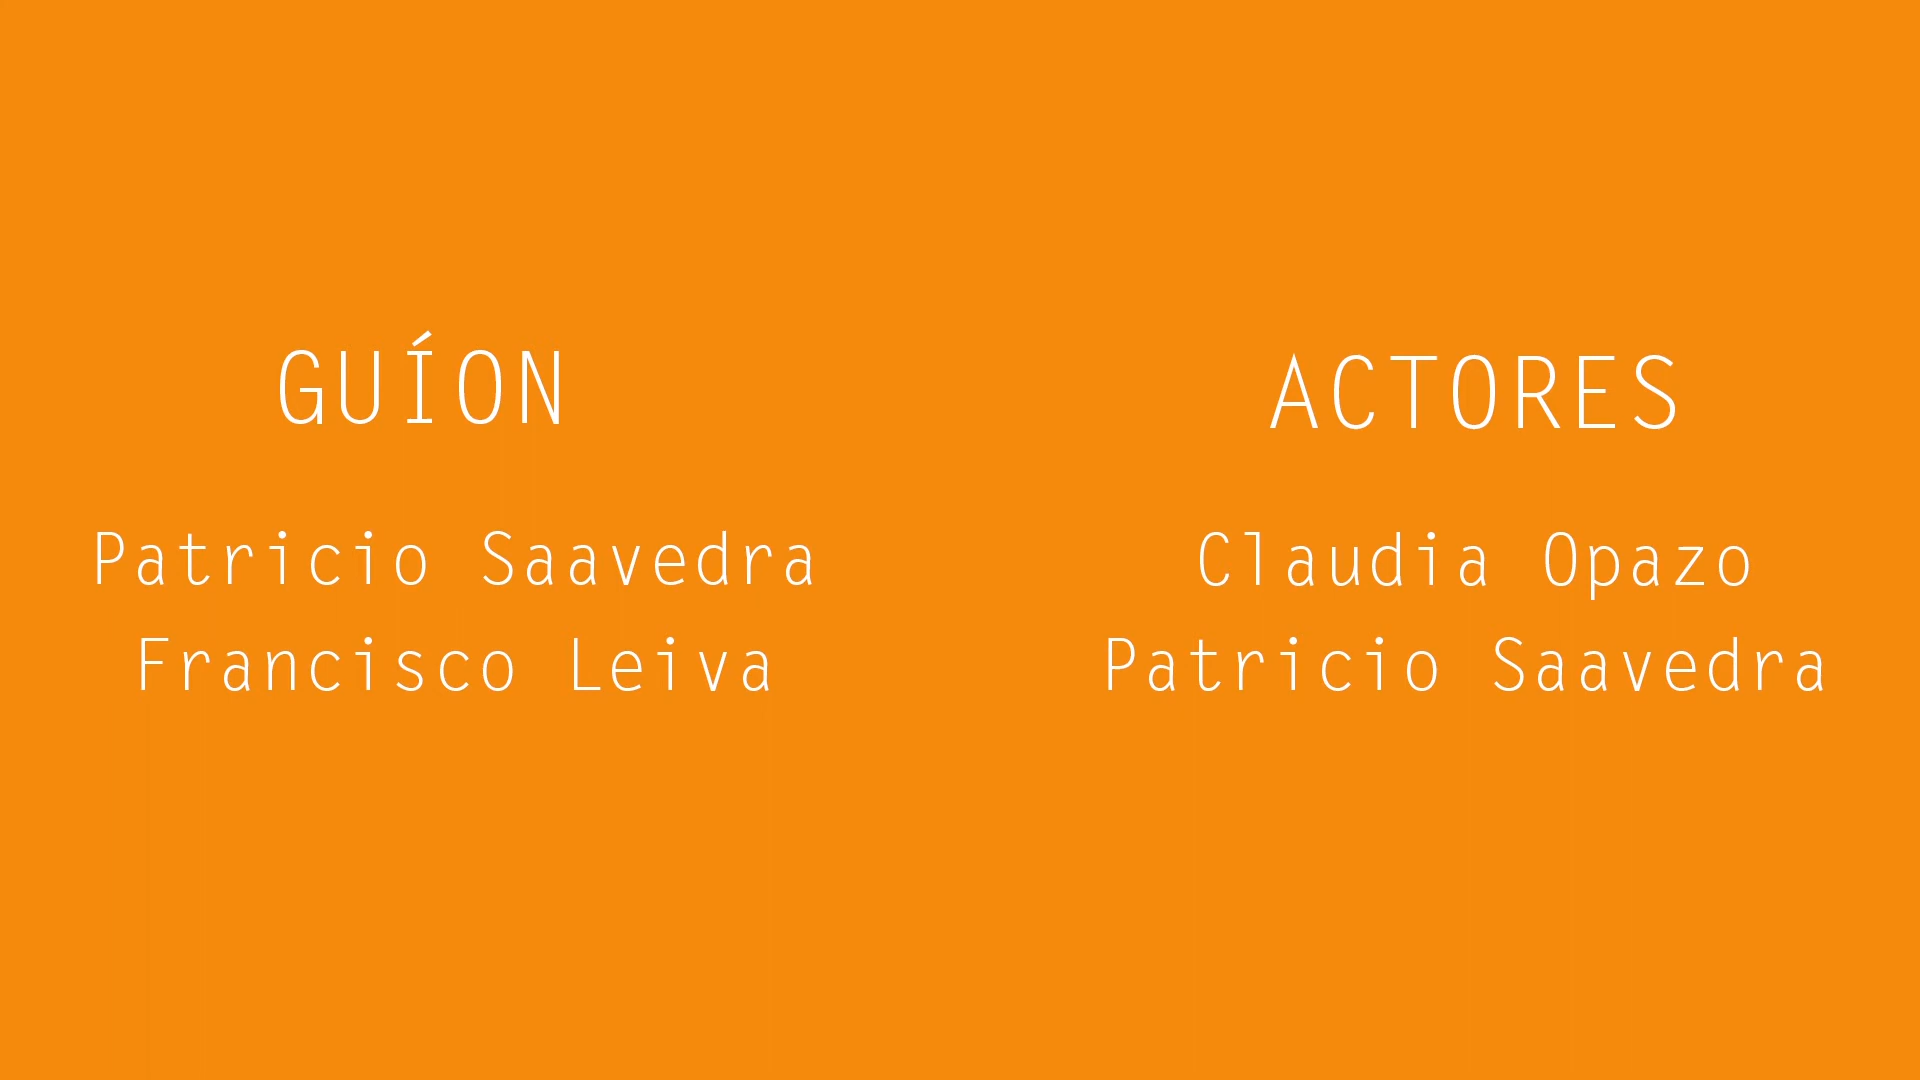 GUÍON
Patricio Saavedra
Francisco Leiva
ACTORES
Claudia Opazo
Patricio Saavedra